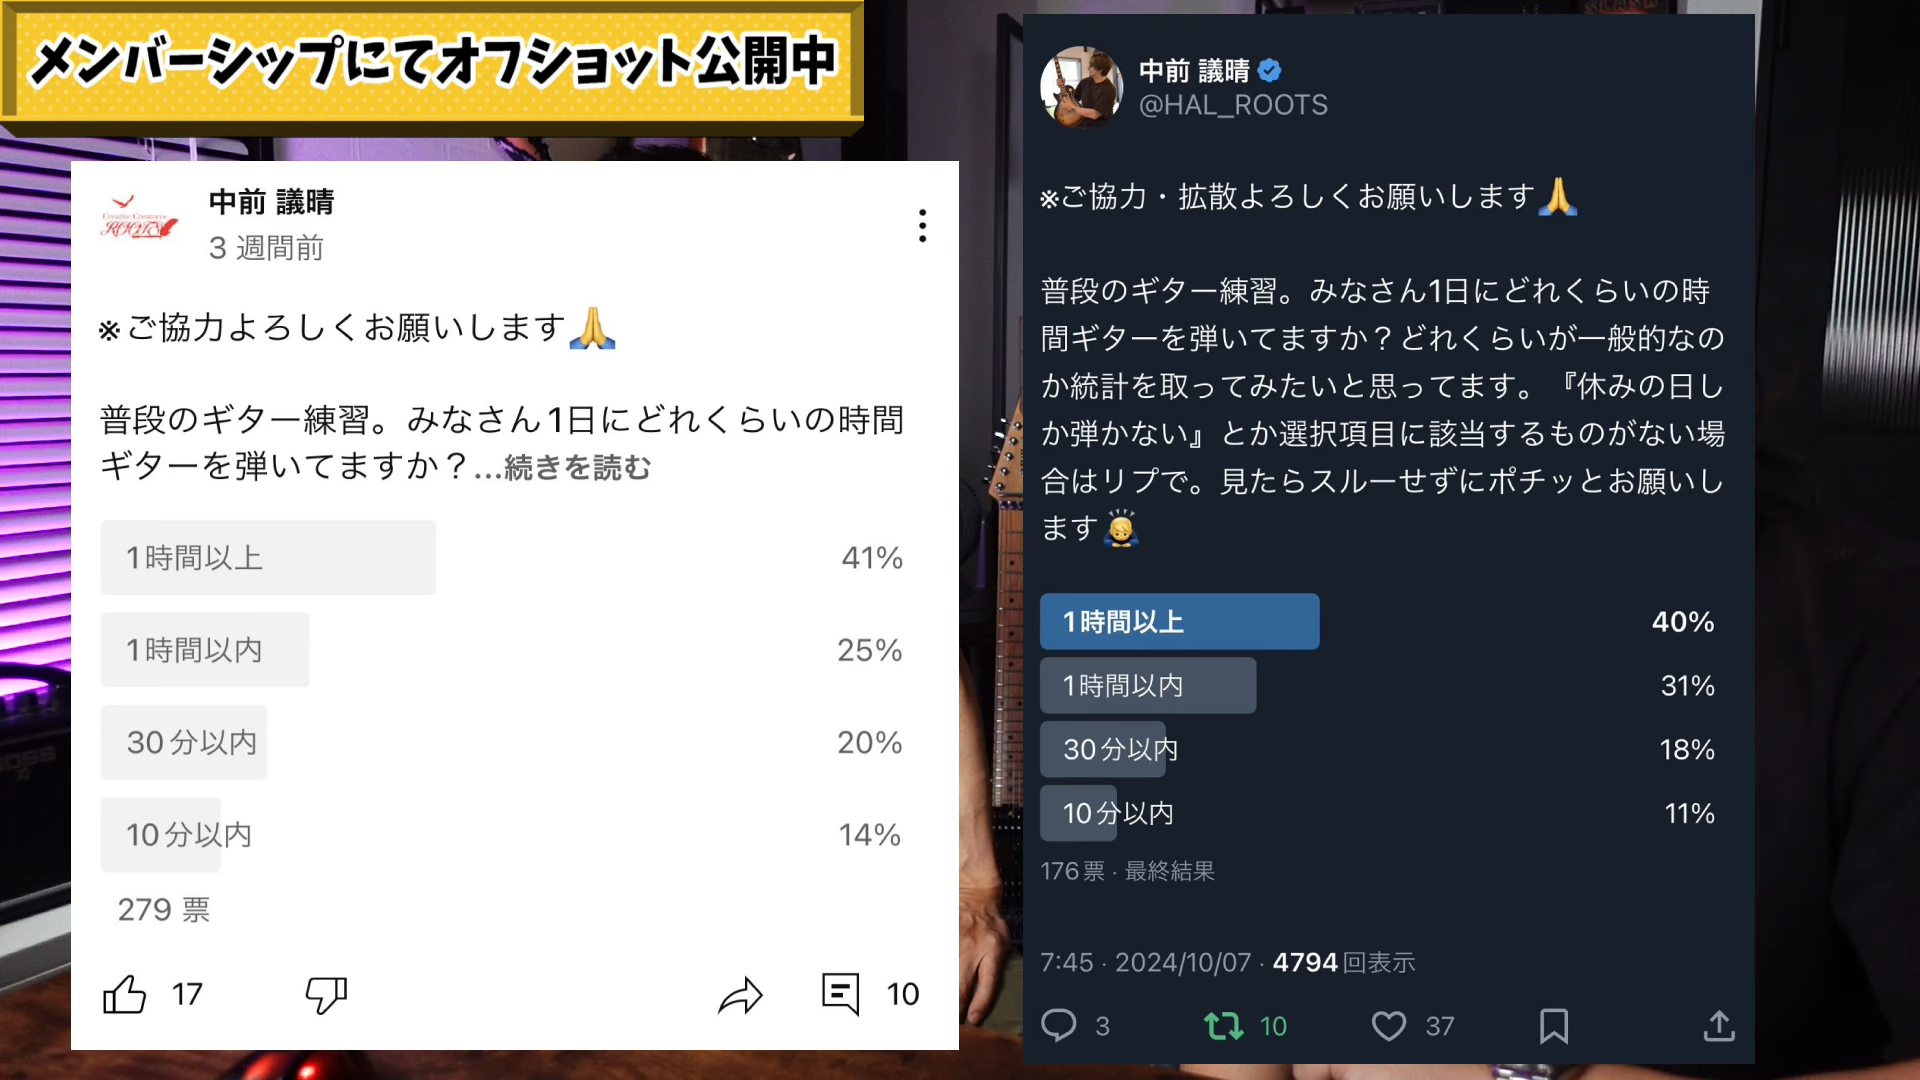 メンバーシップにてオフショット公開中
Creative Creatures
ROOTS
中前 議晴
3 週間前
※ご協力よろしくお願いします🙏
普段のギター練習。みなさん1日にどれくらいの時間
ギターを弾いてますか？...続きを読む
1時間以上 41%
1時間以内 25%
30分以内 20%
10分以内 14%
279 票
17 10
中前 議晴
@HAL_ROOTS
※ご協力・拡散よろしくお願いします🙏
普段のギター練習。みなさん1日にどれくらいの時
間ギターを弾いてますか？どれくらいが一般的なの
か統計を取ってみたいと思ってます。『休みの日し
か弾かない』とか選択項目に該当するものがない場
合はリプで。見たらスルーせずにポチッとお願いし
ます🙇
1時間以上 40%
1時間以内 31%
30分以内 18%
10分以内 11%
176票 · 最終結果
7:45 · 2024/10/07 · 4794回表示
3 10 37
BOSS
SLASH